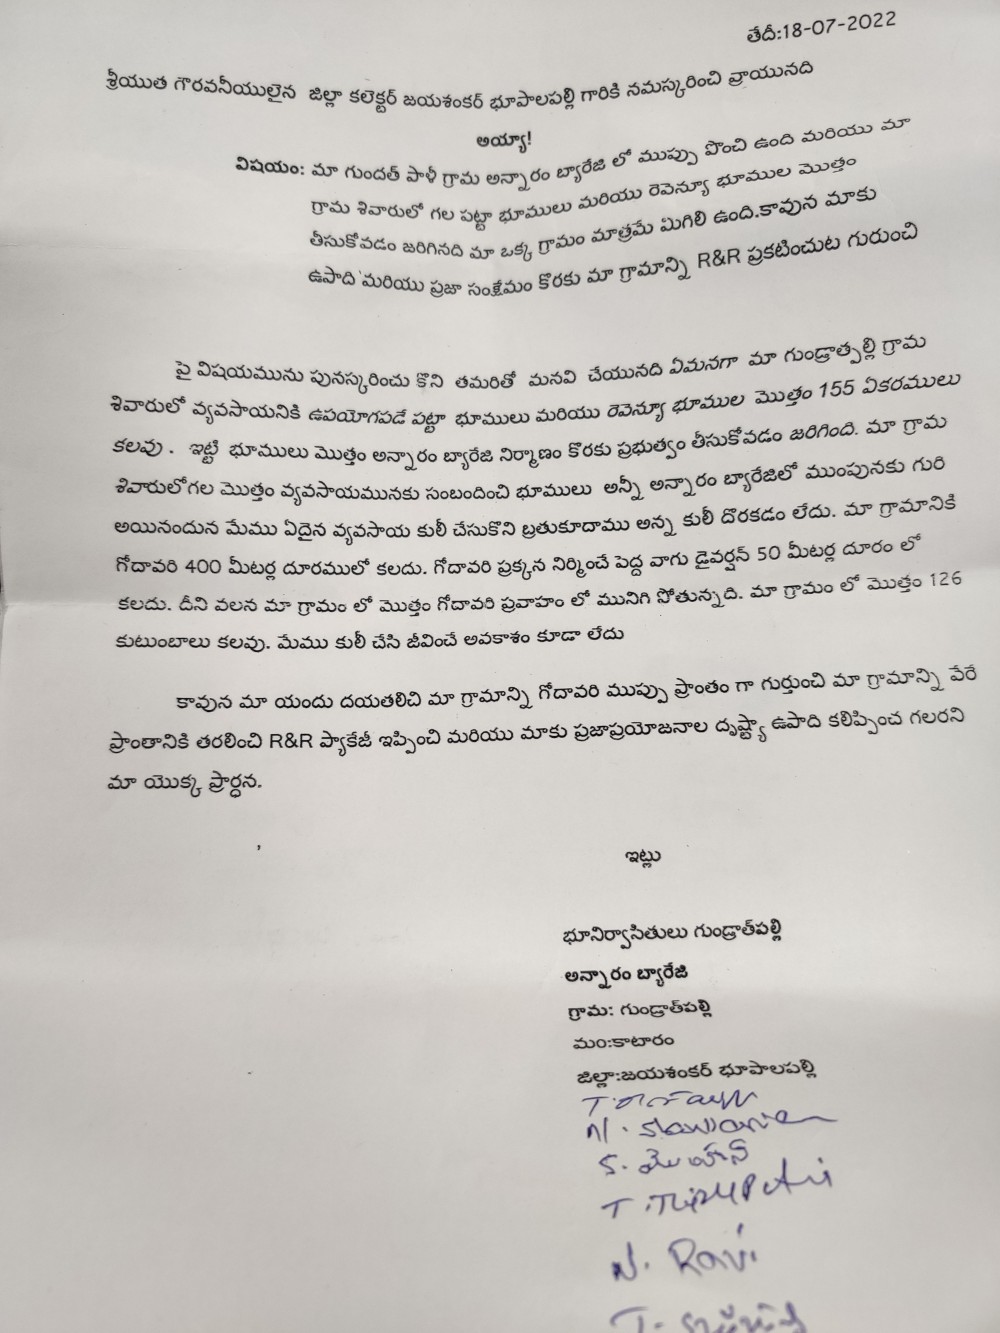 తేదీ:18-07-2022
శ్రీయుత గౌరవనీయులైన జిల్లా కలెక్టర్ జయశంకర్ భూపాలపల్లి గారికి నమస్కరించి వ్రాయునది
అయ్యా!
విషయం: మా గుందత్ పాళీ గ్రామ అన్నారం బ్యారేజి లో ముప్పు పొంచి ఉంది మరియు మా
గ్రామ శివారులో గల పట్టా భూములు మరియు రెవెన్యూ భూముల మొత్తం
తీసుకోవడం జరిగినది మా ఒక్క గ్రామం మాత్రమే మిగిలి ఉంది.కావున మాకు
ఉపాది మరియు ప్రజా సంక్షేమం కొరకు మా గ్రామాన్ని R&R ప్రకటించుట గురుంచి
పై విషయమును పునస్కరించు కొని తమరితో మనవి చేయునది ఏమనగా మా గుండ్రాత్పల్లి గ్రామ
శివారులో వ్యవసాయనికి ఉపయోగపడే పట్టా భూములు మరియు రెవెన్యూ భూముల మొత్తం 155 ఏకరములు
కలవు . ఇట్టి భూములు మొత్తం అన్నారం బ్యారేజి నిర్మాణం కొరకు ప్రభుత్వం తీసుకోవడం జరిగింది. మా గ్రామ
శివారులోగల మొత్తం వ్యవసాయమునకు సంబందించి భూములు అన్నీ అన్నారం బ్యారేజిలో ముంపునకు గురి
అయినందున మేము ఏదైన వ్యవసాయ కులీ చేసుకొని బ్రతుకూదాము అన్న కులీ దొరకడం లేదు. మా గ్రామానికి
గోదావరి 400 మీటర్ల దూరములో కలదు. గోదావరి ప్రక్కన నిర్మించే పెద్ద వాగు డైవర్షన్ 50 మీటర్ల దూరం లో
కలదు. దీని వలన మా గ్రామం లో మొత్తం గోదావరి ప్రవాహం లో మునిగి పోతున్నది. మా గ్రామం లో మొత్తం 126
కుటుంబాలు కలవు. మేము కులీ చేసి జీవించే అవకాశం కూడా లేదు
కావున మా యందు దయతలిచి మా గ్రామాన్ని గోదావరి ముప్పు ప్రాంతం గా గుర్తుంచి మా గ్రామాన్ని వేరే
ప్రాంతానికి తరలించి R&R ప్యాకేజీ ఇప్పించి మరియు మాకు ప్రజాప్రయోజనాల దృష్ట్యా ఉపాది కలిప్పించ గలరని
మా యొక్క ప్రార్ధన.
ఇట్లు
భూనిర్వాసితులు గుండ్రాత్‌పల్లి
అన్నారం బ్యారేజి
గ్రామ: గుండ్రాత్‌పల్లి
మం:కాటారం
జిల్లా:జయశంకర్ భూపాలపల్లి
S. మొహన్
T. Tirupathi
N. Ravi